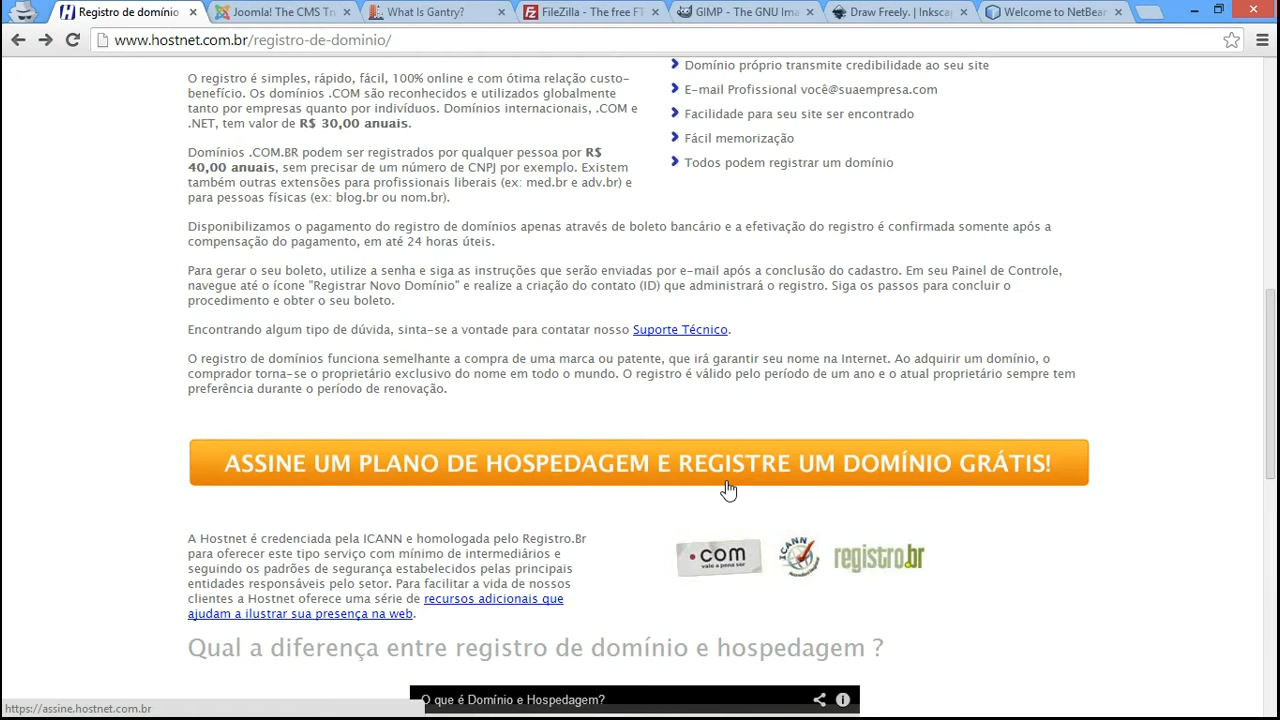 Registro de domínio
Joomla! The CMS Tr
What Is Gantry?
FileZilla - The free FT
GIMP - The GNU Ima
Draw Freely. | Inksca
Welcome to NetBean
www.hostnet.com.br/registro-de-dominio/
O registro é simples, rápido, fácil, 100% online e com ótima relação custo-
benefício. Os domínios .COM são reconhecidos e utilizados globalmente
tanto por empresas quanto por indivíduos. Domínios internacionais, .COM e
.NET, tem valor de R$ 30,00 anuais.
Domínios .COM.BR podem ser registrados por qualquer pessoa por R$
40,00 anuais, sem precisar de um número de CNPJ por exemplo. Existem
também outras extensões para profissionais liberais (ex: med.br e adv.br) e
para pessoas físicas (ex: blog.br ou nom.br).
Domínio próprio transmite credibilidade ao seu site
E-mail Profissional você@suaempresa.com
Facilidade para seu site ser encontrado
Fácil memorização
Todos podem registrar um domínio
Disponibilizamos o pagamento do registro de domínios apenas através de boleto bancário e a efetivação do registro é confirmada somente após a
compensação do pagamento, em até 24 horas úteis.
Para gerar o seu boleto, utilize a senha e siga as instruções que serão enviadas por e-mail após a conclusão do cadastro. Em seu Painel de Controle,
navegue até o ícone "Registrar Novo Domínio" e realize a criação do contato (ID) que administrará o registro. Siga os passos para concluir o
procedimento e obter o seu boleto.
Encontrando algum tipo de dúvida, sinta-se a vontade para contatar nosso Suporte Técnico.
O registro de domínios funciona semelhante a compra de uma marca ou patente, que irá garantir seu nome na Internet. Ao adquirir um domínio, o
comprador torna-se o proprietário exclusivo do nome em todo o mundo. O registro é válido pelo período de um ano e o atual proprietário sempre tem
preferência durante o período de renovação.
ASSINE UM PLANO DE HOSPEDAGEM E REGISTRE UM DOMÍNIO GRÁTIS!
A Hostnet é credenciada pela ICANN e homologada pelo Registro.Br
para oferecer este tipo serviço com mínimo de intermediários e
seguindo os padrões de segurança estabelecidos pelas principais
entidades responsáveis pelo setor. Para facilitar a vida de nossos
clientes a Hostnet oferece uma série de recursos adicionais que
ajudam a ilustrar sua presença na web.
.com
vale a pena ser
ICANN
registro.br
Qual a diferença entre registro de domínio e hospedagem ?
O que é Domínio e Hospedagem?
https://assine.hostnet.com.br